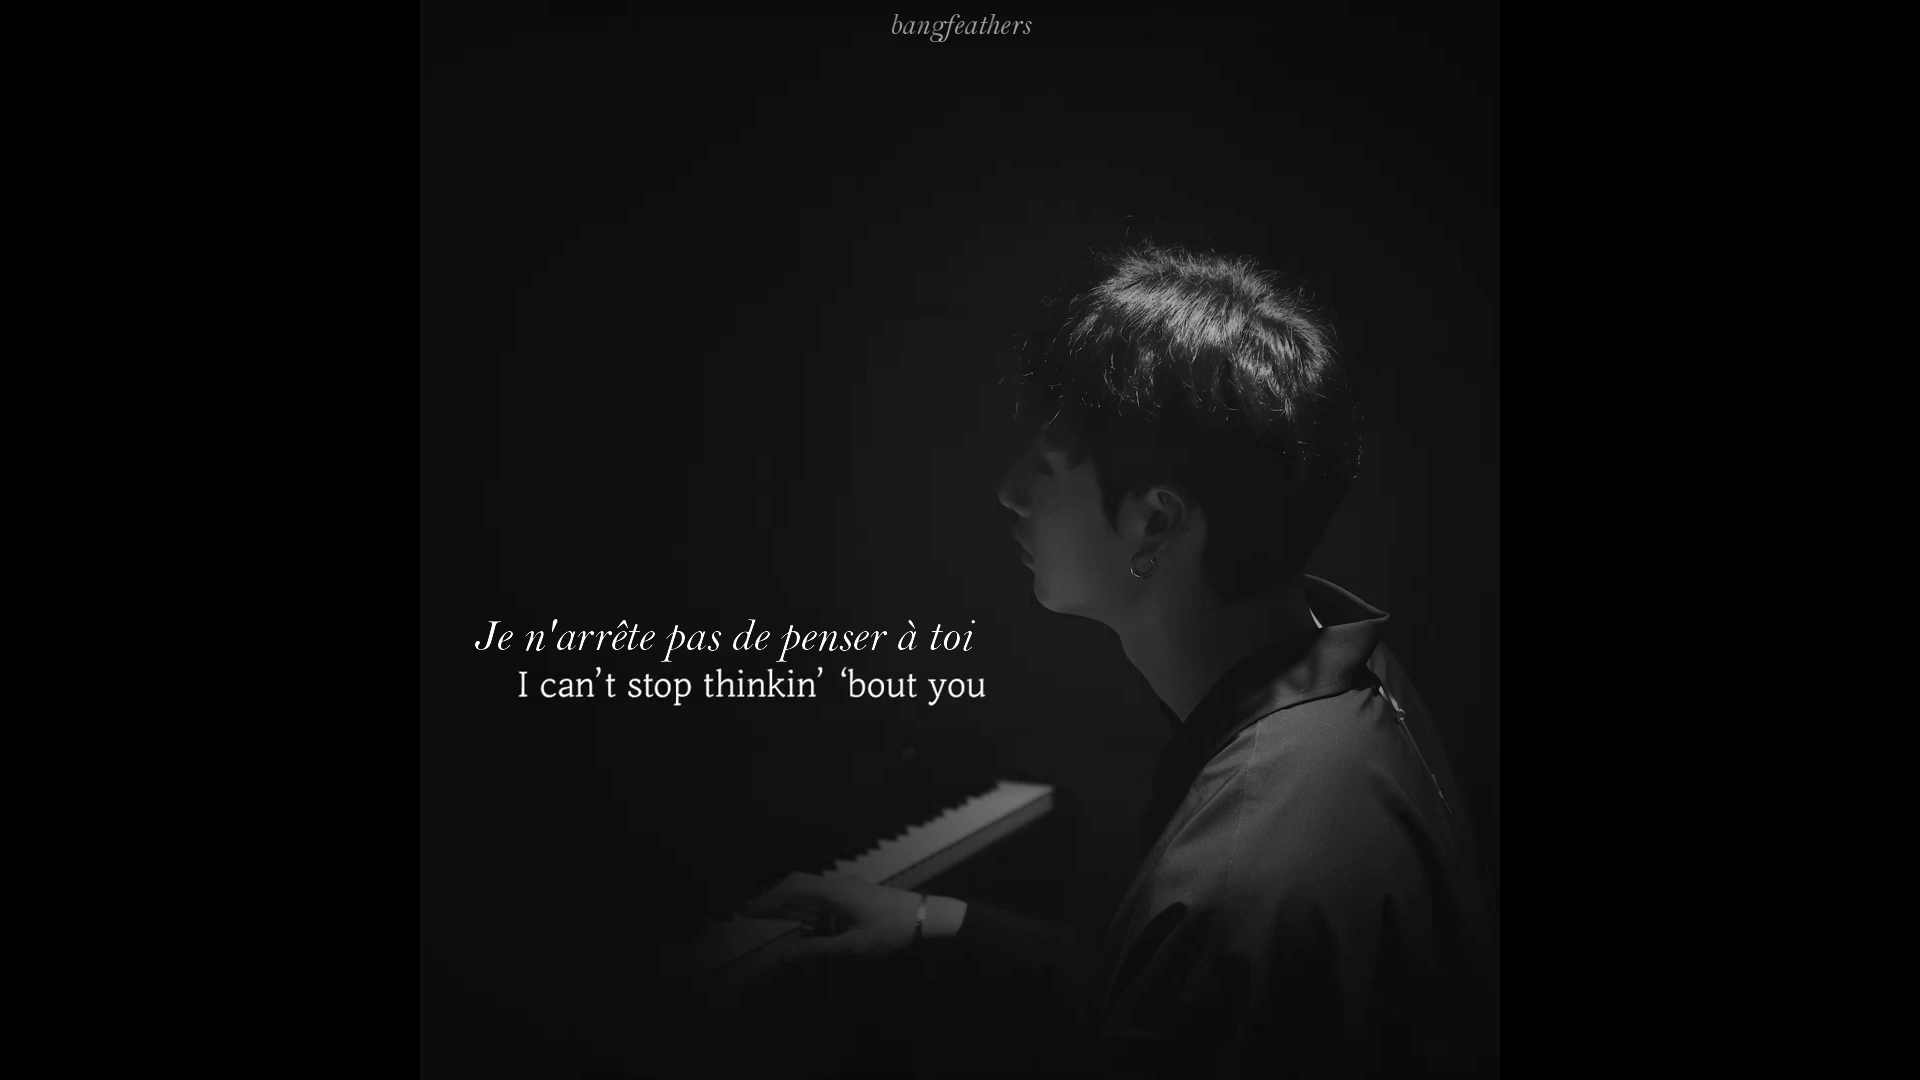 bangfeathers
Je n'arrête pas de penser à toi
I can’t stop thinkin’ ‘bout you